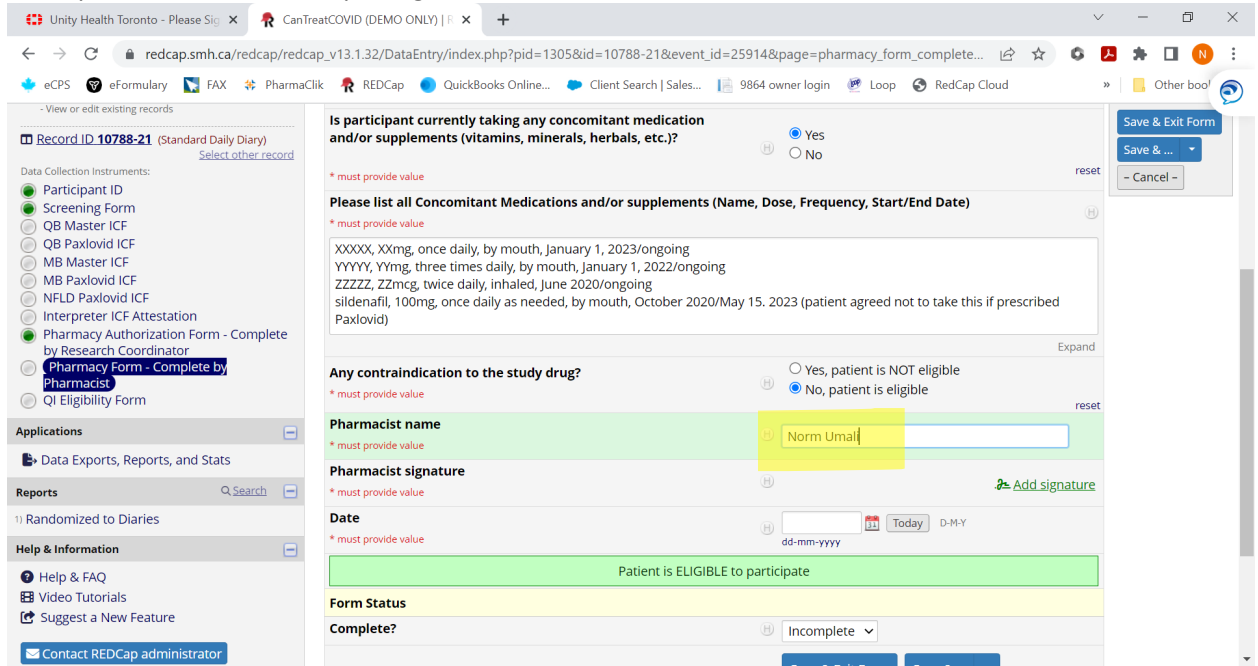 Unity Health Toronto - Please Sig
CanTreatCOVID (DEMO ONLY) | R
redcap.smh.ca/redcap/redcap_v13.1.32/DataEntry/index.php?pid=1305&id=10788-21&event_id=25914&page=pharmacy_form_complete...
N
eCPS eFormulary FAX PharmaClik REDCap QuickBooks Online... Client Search | Sales... 9864 owner login Loop RedCap Cloud » Other
- View or edit existing records
Record ID 10788-21 (Standard Daily Diary)
Select other record
Data Collection Instruments:
Participant ID
Screening Form
QB Master ICF
QB Paxlovid ICF
MB Master ICF
MB Paxlovid ICF
NFLD Paxlovid ICF
Interpreter ICF Attestation
Pharmacy Authorization Form - Complete
by Research Coordinator
Pharmacy Form - Complete by
Pharmacist
QI Eligibility Form
Applications
Data Exports, Reports, and Stats
Reports
Search
1) Randomized to Diaries
Help & Information
Help & FAQ
Video Tutorials
Suggest a New Feature
Contact REDCap administrator
Is participant currently taking any concomitant medication
and/or supplements (vitamins, minerals, herbals, etc.)?
H
Yes
No
* must provide value
reset
Please list all Concomitant Medications and/or supplements (Name, Dose, Frequency, Start/End Date)
H
* must provide value
XXXXX, XXmg, once daily, by mouth, January 1, 2023/ongoing
YYYYY, YYmg, three times daily, by mouth, January 1, 2022/ongoing
ZZZZZ, ZZmcg, twice daily, inhaled, June 2020/ongoing
sildenafil, 100mg, once daily as needed, by mouth, October 2020/May 15. 2023 (patient agreed not to take this if prescribed
Paxlovid)
Expand
Any contraindication to the study drug?
* must provide value
H
Yes, patient is NOT eligible
No, patient is eligible
reset
Pharmacist name
* must provide value
H
Norm Umali
Pharmacist signature
* must provide value
H
Add signature
Date
* must provide value
H
31
Today D-M-Y
dd-mm-yyyy
Patient is ELIGIBLE to participate
Form Status
Complete?
H
Incomplete
Save & Exit Form
Save & ...
– Cancel –